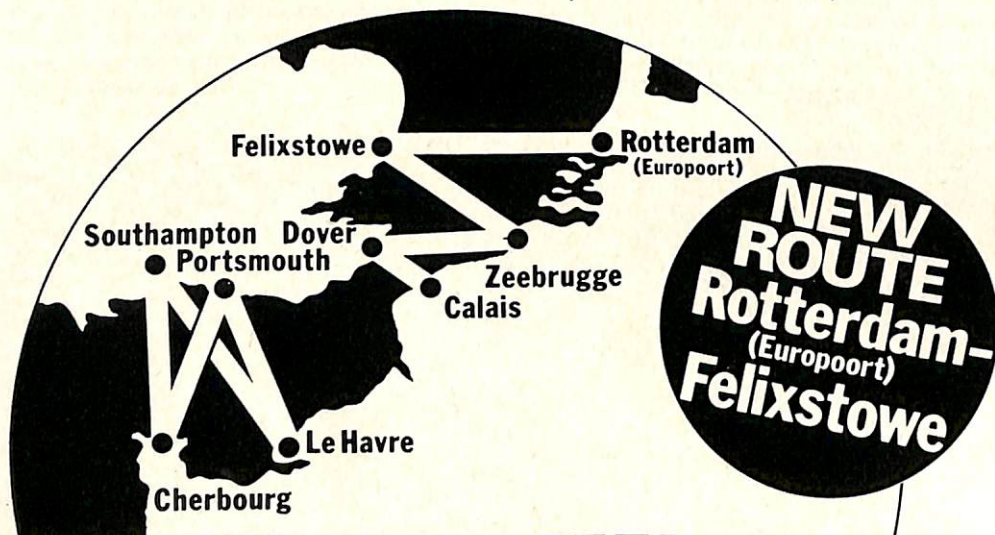 Felixstowe
Rotterdam
(Europoort)
Southampton
Dover
Portsmouth
Zeebrugge
Calais
Le Havre
Cherbourg
NEW
ROUTE
Rotterdam-
(Europoort)
Felixstowe